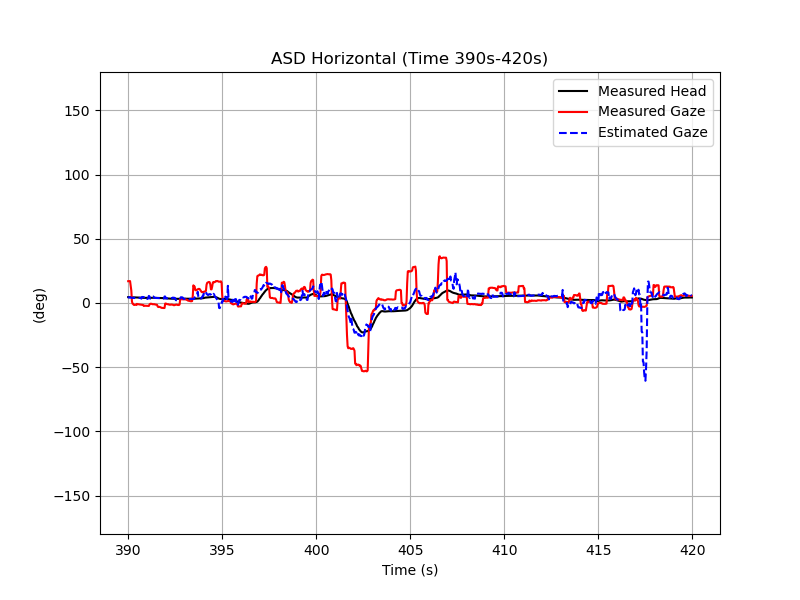 ASD Horizontal (Time 390s-420s)
Measured Head
Measured Gaze
Estimated Gaze
150
100
50
0
−50
−100
−150
(deg)
390 395 400 405 410 415 420
Time (s)